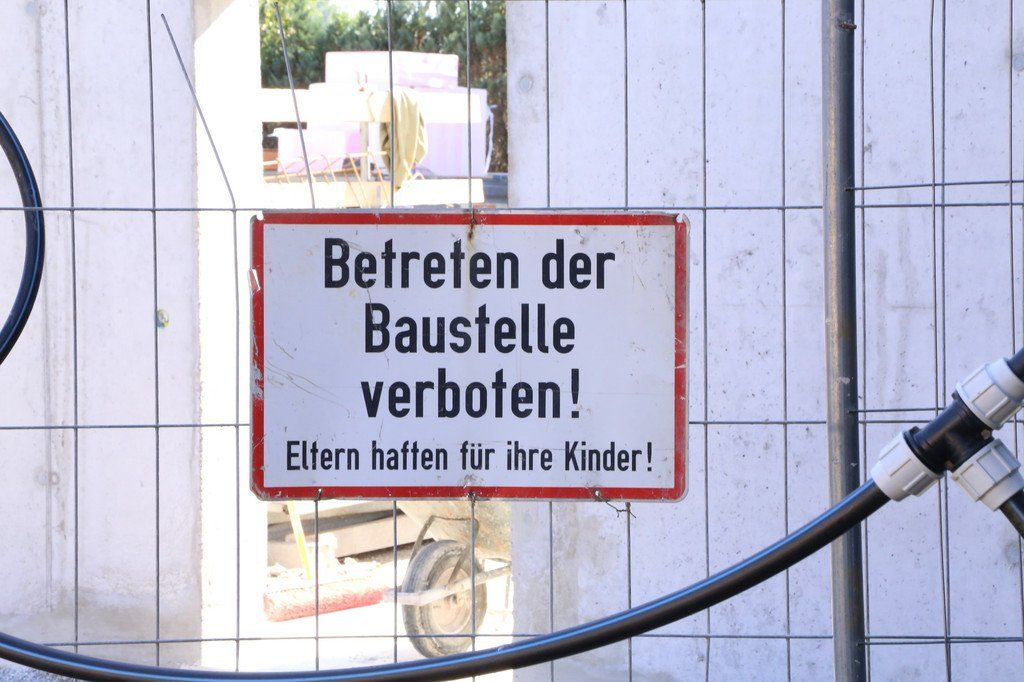 Betreten der
Baustelle
verboten!
Eltern haften für ihre Kinder!